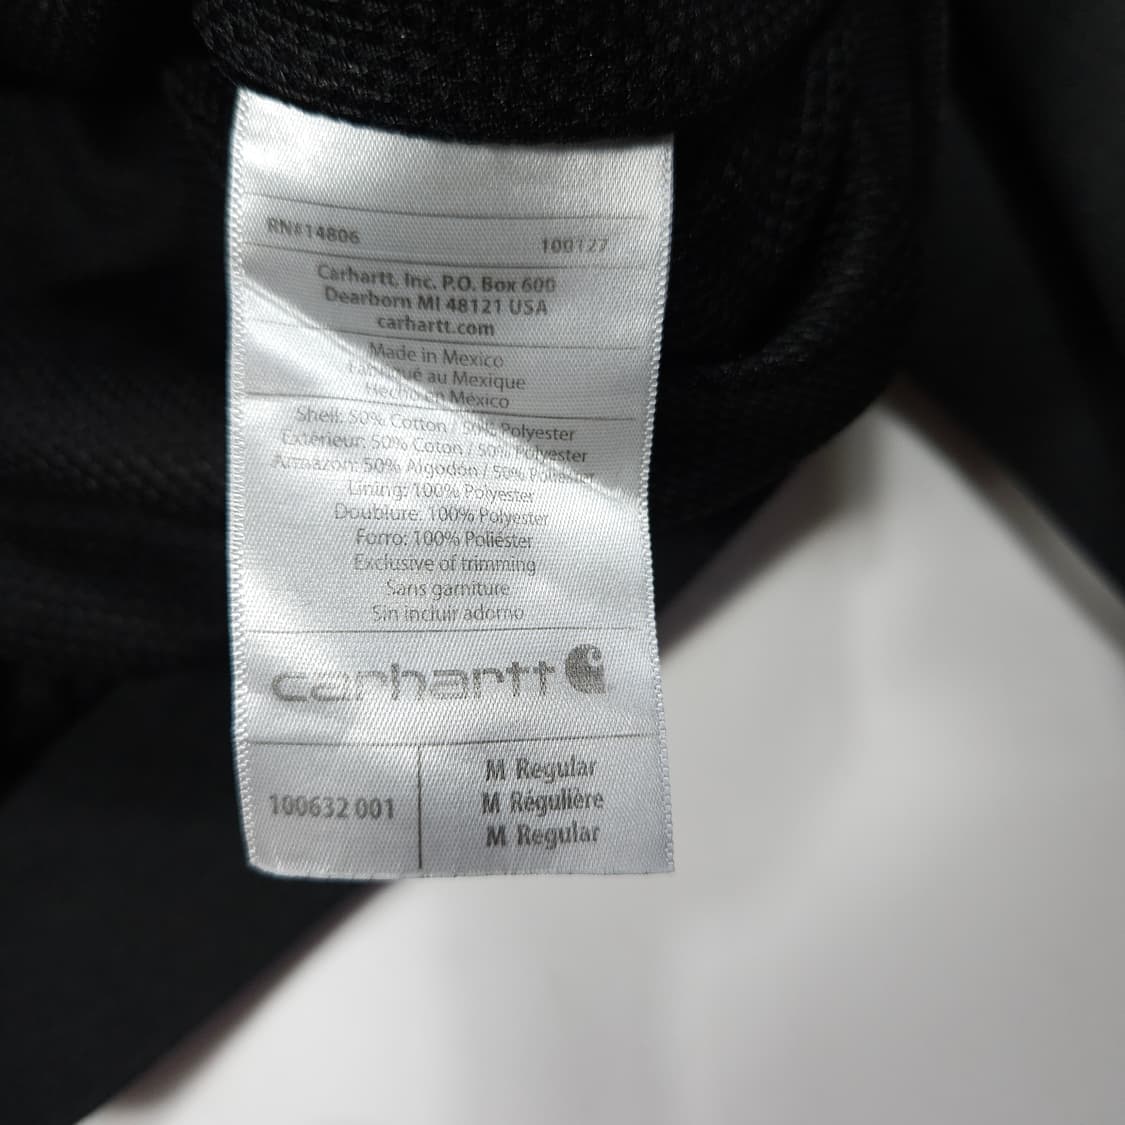 RN#14806 100127
Carhartt, Inc. P.O. Box 600
Dearborn MI 48121 USA
carhartt.com
Made in Mexico
Fabriqué au Mexique
Hecho en México
Shell: 50% Cotton / 50% Polyester
Extérieur: 50% Coton / 50% Polyester
Armazon: 50% Algodón / 50% Poliéster
Lining: 100% Polyester
Doublure: 100% Polyester
Forro: 100% Poliéster
Exclusive of trimming
Sans garniture
Sin incluir adorno
carhartt
100632 001
M Regular
M Régulière
M Regular